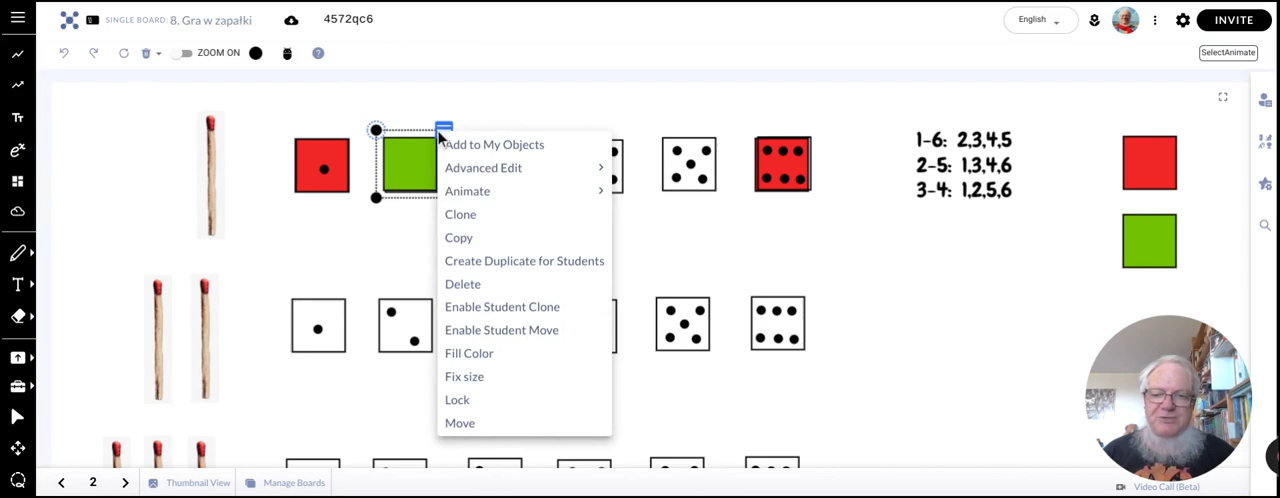 SINGLE BOARD: 8. Gra w zapałki
4572qc6
English
INVITE
ZOOM ON
SelectAnimate
Add to My Objects
Advanced Edit
Animate
Clone
Copy
Create Duplicate for Students
Delete
Enable Student Clone
Enable Student Move
Fill Color
Fix size
Lock
Move
1-6: 2,3,4,5
2-5: 1,3,4,6
3-4: 1,2,5,6
2
Thumbnail View
Manage Boards
Video Call (Beta)